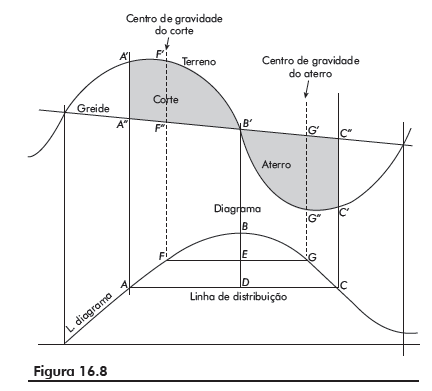 Centro de gravidade
do corte
A'
F'
Terreno
Centro de gravidade
do aterro
Greide
Corte
A"
F"
B'
G'
C"
Aterro
G"
C'
Diagrama
B
F
E
G
A
D
C
Linha de distribuição
L. diagrama
Figura 16.8